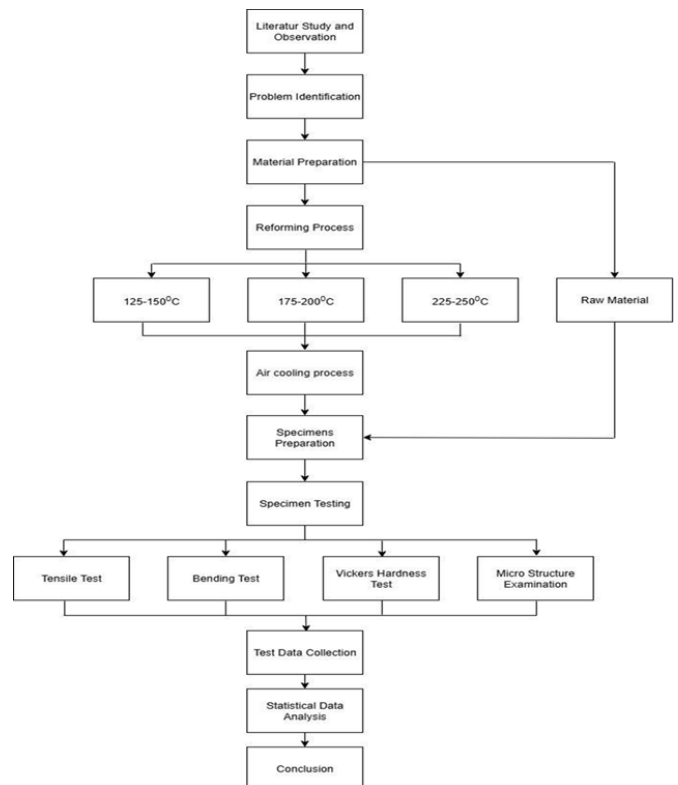 Literatur Study and
Observation
Problem Identification
Material Preparation
Reforming Process
125-150⁰C
175-200⁰C
225-250⁰C
Raw Material
Air cooling process
Specimens
Preparation
Specimen Testing
Tensile Test
Bending Test
Vickers Hardness
Test
Micro Structure
Examination
Test Data Collection
Statistical Data
Analysis
Conclusion